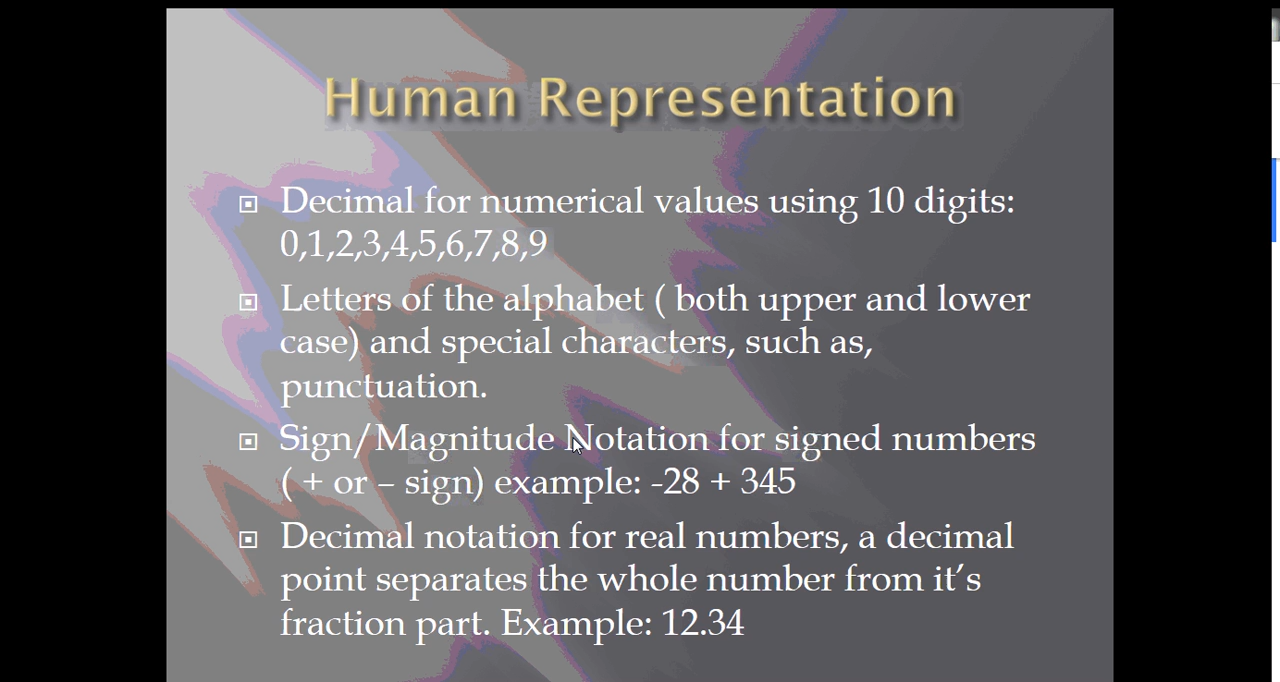 Human Representation
Decimal for numerical values using 10 digits:
0,1,2,3,4,5,6,7,8,9
Letters of the alphabet ( both upper and lower
case) and special characters, such as,
punctuation.
Sign/Magnitude Notation for signed numbers
( + or – sign) example: -28 + 345
Decimal notation for real numbers, a decimal
point separates the whole number from it’s
fraction part. Example: 12.34